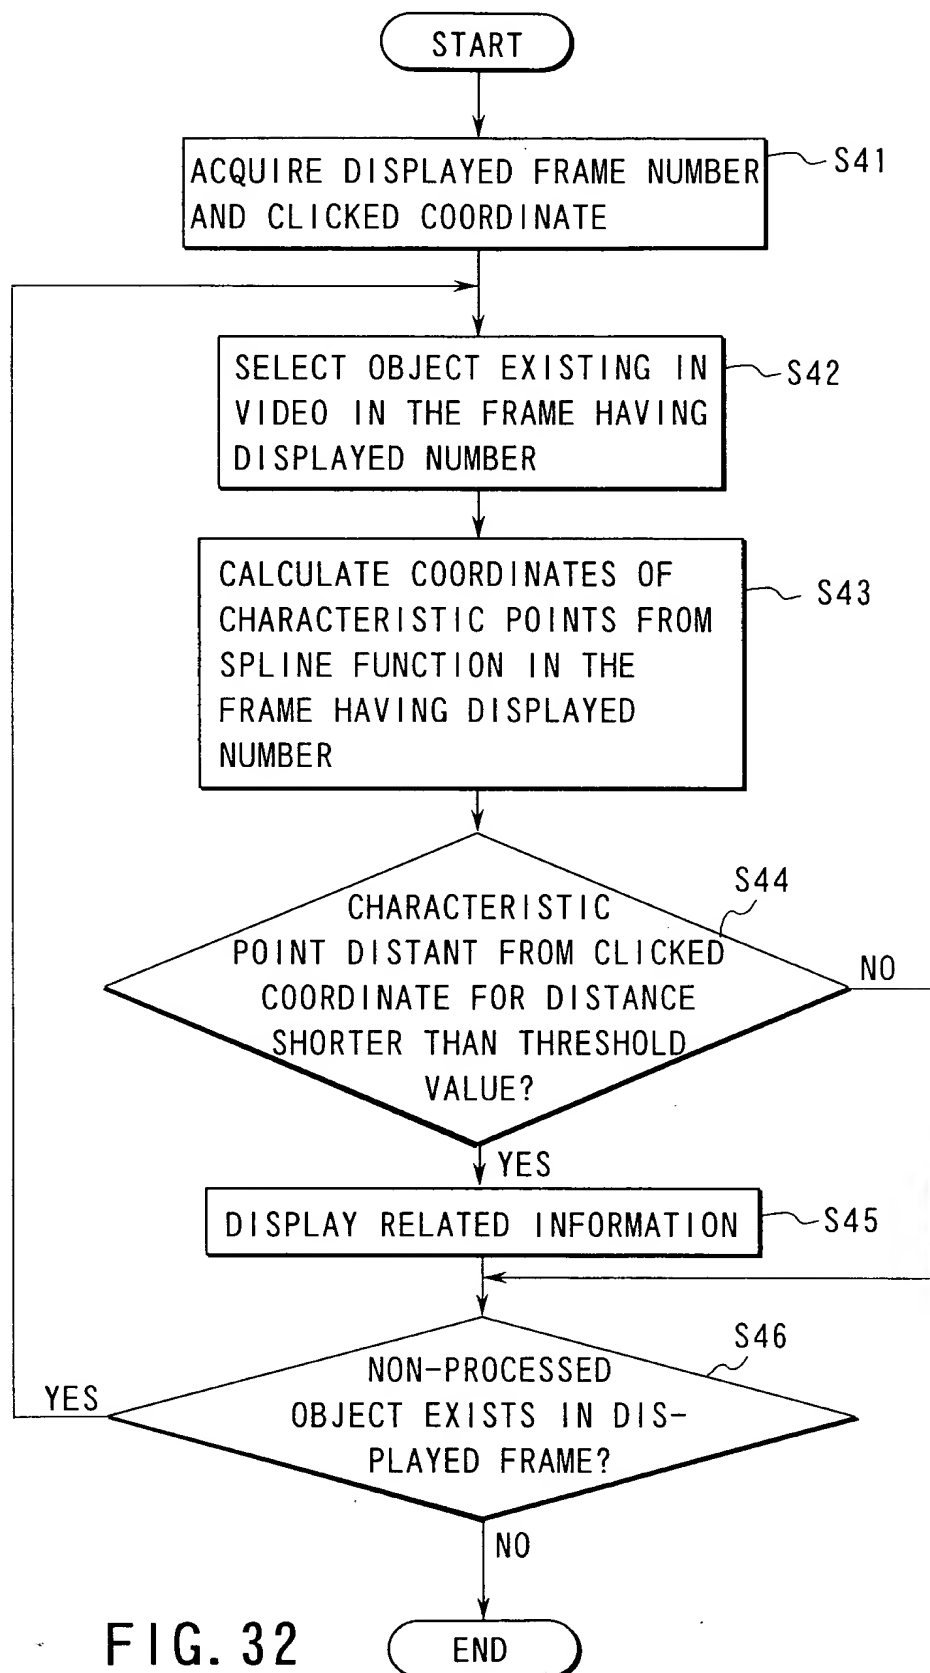 START
ACQUIRE DISPLAYED FRAME NUMBER
AND CLICKED COORDINATE
S41
SELECT OBJECT EXISTING IN
VIDEO IN THE FRAME HAVING
DISPLAYED NUMBER
S42
CALCULATE COORDINATES OF
CHARACTERISTIC POINTS FROM
SPLINE FUNCTION IN THE
FRAME HAVING DISPLAYED
NUMBER
S43
S44
CHARACTERISTIC
POINT DISTANT FROM CLICKED
COORDINATE FOR DISTANCE
SHORTER THAN THRESHOLD
VALUE?
NO
YES
DISPLAY RELATED INFORMATION
S45
S46
NON-PROCESSED
OBJECT EXISTS IN DIS-
PLAYED FRAME?
YES
NO
END
FIG. 32